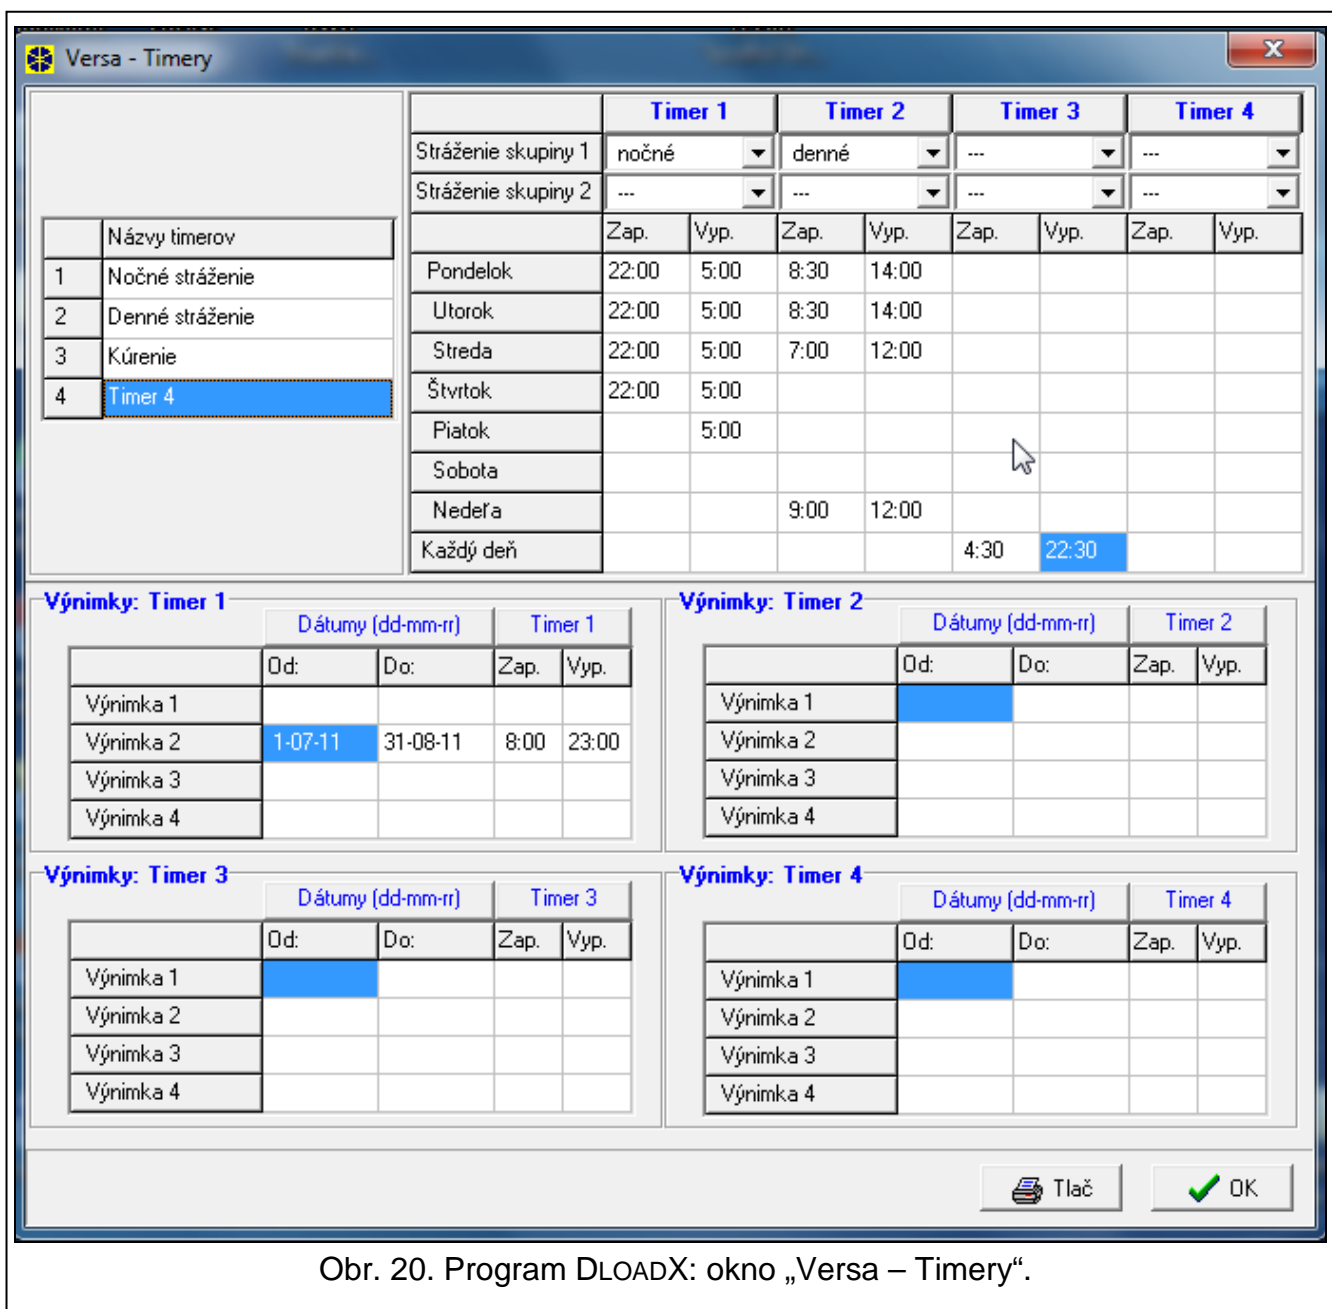 Versa - Timery
Timer 1 Timer 2 Timer 3 Timer 4
Stráženie skupiny 1 nočné denné --- ---
Stráženie skupiny 2 --- --- --- ---
Zap. Vyp. Zap. Vyp. Zap. Vyp. Zap. Vyp.
Pondelok 22:00 5:00 8:30 14:00
Utorok 22:00 5:00 8:30 14:00
Streda 22:00 5:00 7:00 12:00
Štvrtok 22:00 5:00
Piatok 5:00
Sobota
Nedeľa 9:00 12:00
Každý deň 4:30 22:30
Názvy timerov
1 Nočné stráženie
2 Denné stráženie
3 Kúrenie
4 Timer 4
Výnimky: Timer 1
Dátumy (dd-mm-rr) Timer 1
Od: Do: Zap. Vyp.
Výnimka 1
Výnimka 2 1-07-11 31-08-11 8:00 23:00
Výnimka 3
Výnimka 4
Výnimky: Timer 2
Dátumy (dd-mm-rr) Timer 2
Od: Do: Zap. Vyp.
Výnimka 1
Výnimka 2
Výnimka 3
Výnimka 4
Výnimky: Timer 3
Dátumy (dd-mm-rr) Timer 3
Od: Do: Zap. Vyp.
Výnimka 1
Výnimka 2
Výnimka 3
Výnimka 4
Výnimky: Timer 4
Dátumy (dd-mm-rr) Timer 4
Od: Do: Zap. Vyp.
Výnimka 1
Výnimka 2
Výnimka 3
Výnimka 4
Tlač OK
Obr. 20. Program DLOADX: okno „Versa – Timery“.